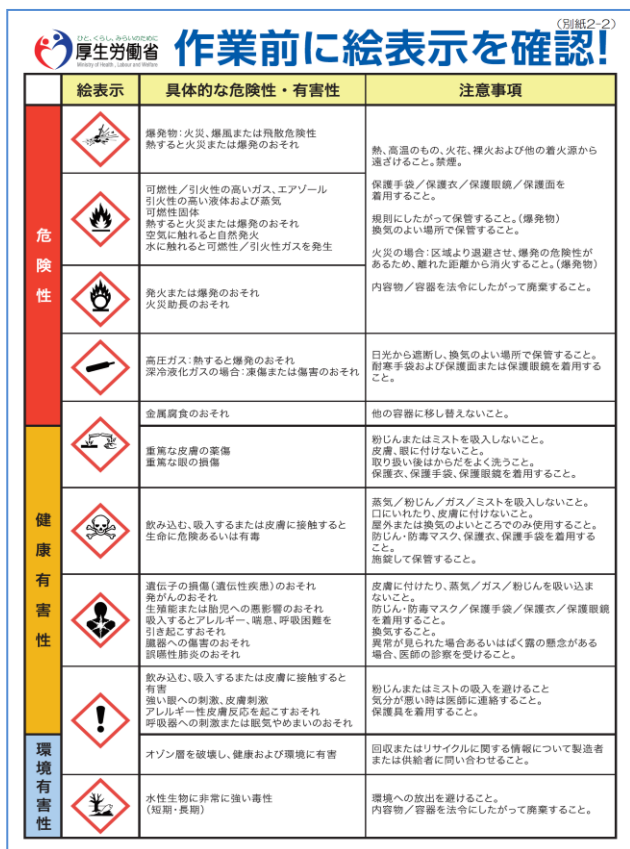 (別紙2-2)
ひと、くらし、みらいのために
厚生労働省
Ministry of Health, Labour and Welfare
作業前に絵表示を確認!
絵表示
具体的な危険性・有害性
注意事項
危険性
爆発物:火災、爆風または飛散危険性
熱すると火災または爆発のおそれ
可燃性/引火性の高いガス、エアゾール
引火性の高い液体および蒸気
可燃性固体
熱すると火災または爆発のおそれ
空気に触れると自然発火
水に触れると可燃性/引火性ガスを発生
発火または爆発のおそれ
火災助長のおそれ
熱、高温のもの、火花、裸火および他の着火源から
遠ざけること。禁煙。
保護手袋/保護衣/保護眼鏡/保護面を
着用すること。
規則にしたがって保管すること。(爆発物)
換気のよい場所で保管すること。
火災の場合:区域より退避させ、爆発の危険性が
あるため、離れた距離から消火すること。(爆発物)
内容物/容器を法令にしたがって廃棄すること。
高圧ガス:熱すると爆発のおそれ
深冷液化ガスの場合:凍傷または傷害のおそれ
日光から遮断し、換気のよい場所で保管すること。
耐寒手袋および保護面または保護眼鏡を着用する
こと。
金属腐食のおそれ
他の容器に移し替えないこと。
健康有害性
重篤な皮膚の薬傷
重篤な眼の損傷
粉じんまたはミストを吸入しないこと。
皮膚、眼に付けないこと。
取り扱い後はからだをよく洗うこと。
保護衣、保護手袋、保護眼鏡を着用すること。
飲み込む、吸入するまたは皮膚に接触すると
生命に危険あるいは有毒
蒸気/粉じん/ガス/ミストを吸入しないこと。
口にいれたり、皮膚に付けないこと。
屋外または換気のよいところでのみ使用すること。
防じん・防毒マスク、保護衣、保護手袋を着用する
こと。
施錠して保管すること。
遺伝子の損傷(遺伝性疾患)のおそれ
発がんのおそれ
生殖能または胎児への悪影響のおそれ
吸入するとアレルギー、喘息、呼吸困難を
引き起こすおそれ
臓器への傷害のおそれ
誤嚥性肺炎のおそれ
皮膚に付けたり、蒸気/ガス/粉じんを吸い込ま
ないこと。
防じん・防毒マスク/保護手袋/保護衣/保護眼鏡
を着用すること。
換気すること。
異常が見られた場合あるいはばく露の懸念がある
場合、医師の診察を受けること。
飲み込む、吸入するまたは皮膚に接触すると
有害
強い眼への刺激、皮膚刺激
アレルギー性皮膚反応を起こすおそれ
呼吸器への刺激または眠気やめまいのおそれ
粉じんまたはミストの吸入を避けること
気分が悪い時は医師に連絡すること。
保護具を着用すること。
環境有害性
オゾン層を破壊し、健康および環境に有害
回収またはリサイクルに関する情報について製造者
または供給者に問い合わせること。
水性生物に非常に強い毒性
(短期・長期)
環境への放出を避けること。
内容物/容器を法令にしたがって廃棄すること。